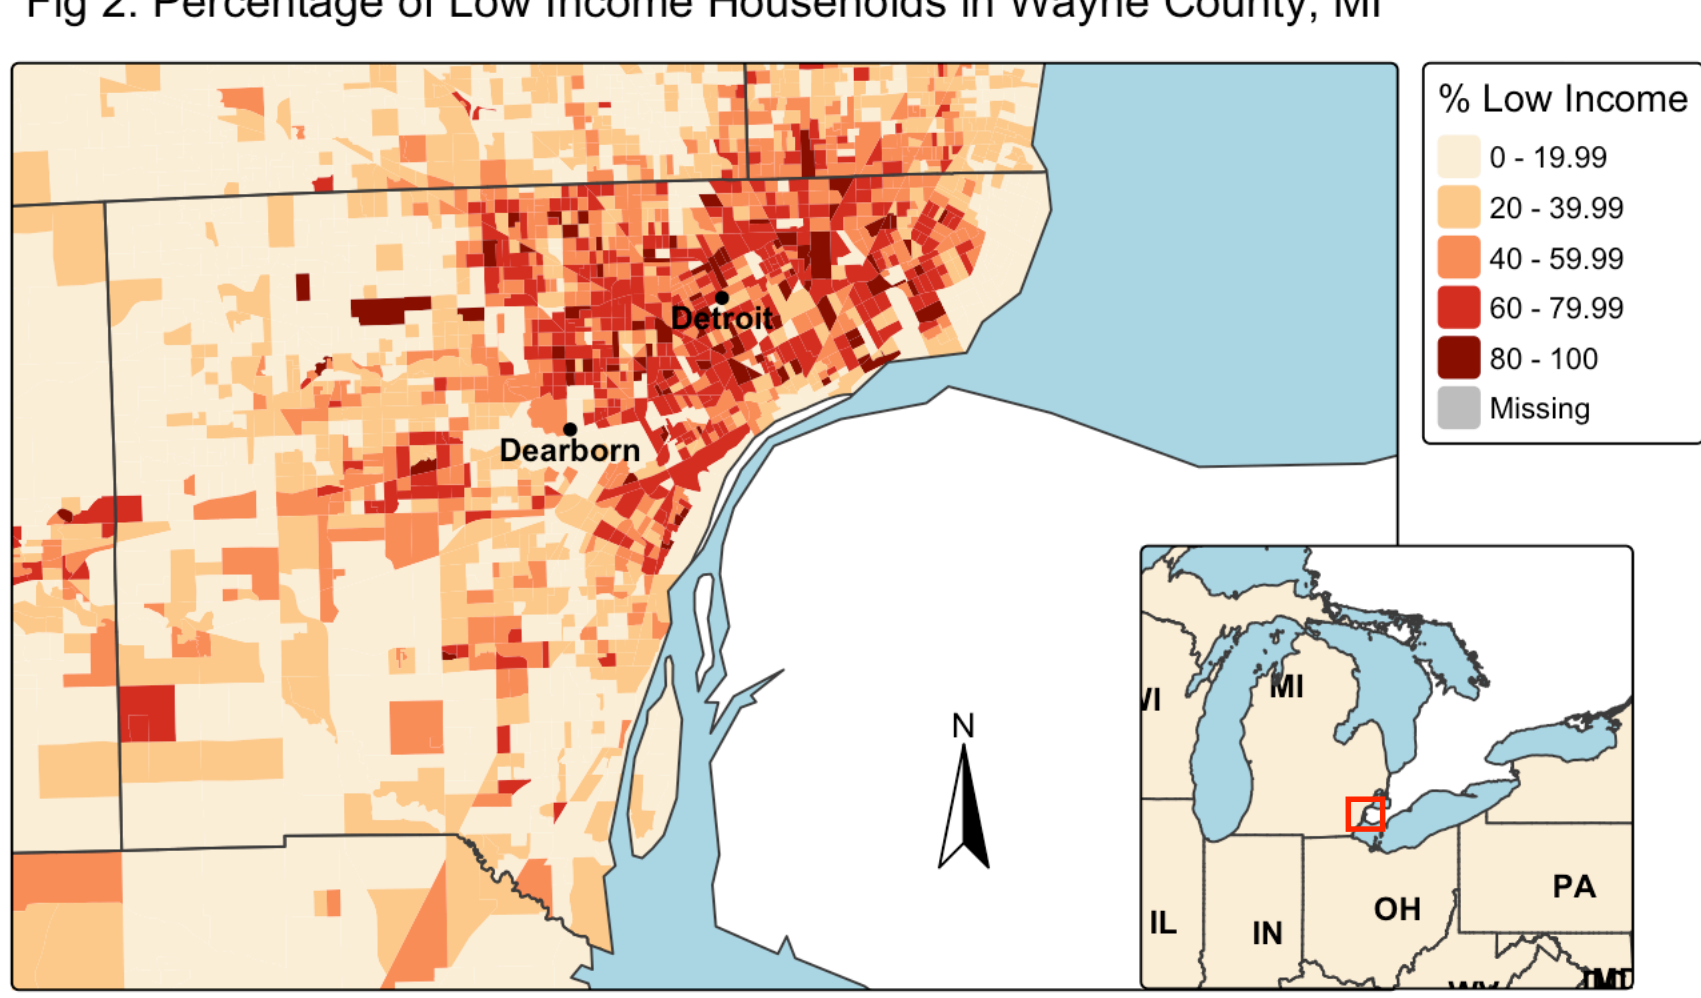 Fig 2. Percentage of Low Income Households in Wayne County, MI
% Low Income
0 - 19.99
20 - 39.99
40 - 59.99
60 - 79.99
80 - 100
Missing
Detroit
Dearborn
N
MI
PA
OH
IL
IN
WV